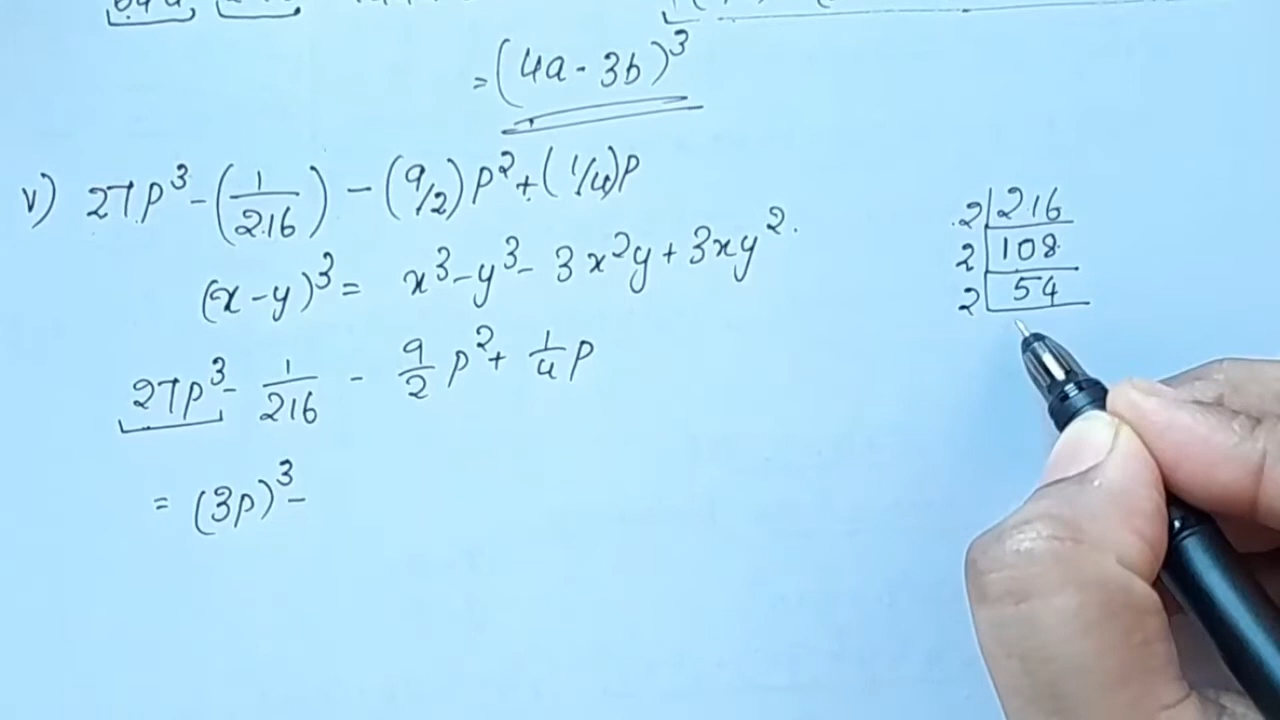 = (4a - 3b)³
v) 27p³ - (1/216) - (9/2)p² + (1/4)p
(x - y)³ = x³ - y³ - 3x²y + 3xy².
27p³ - 1/216 - 9/2 p² + 1/4 p
= (3p)³ -
2 | 216
2 | 108
2 | 54